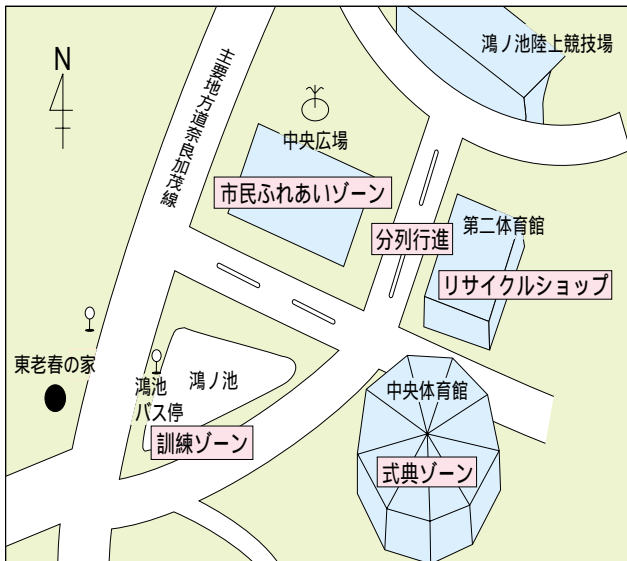 鴻ノ池陸上競技場
N
主要地方道奈良加茂線
中央広場
市民ふれあいゾーン
分列行進
第二体育館
リサイクルショップ
東老春の家
鴻池
バス停
鴻ノ池
訓練ゾーン
中央体育館
式典ゾーン